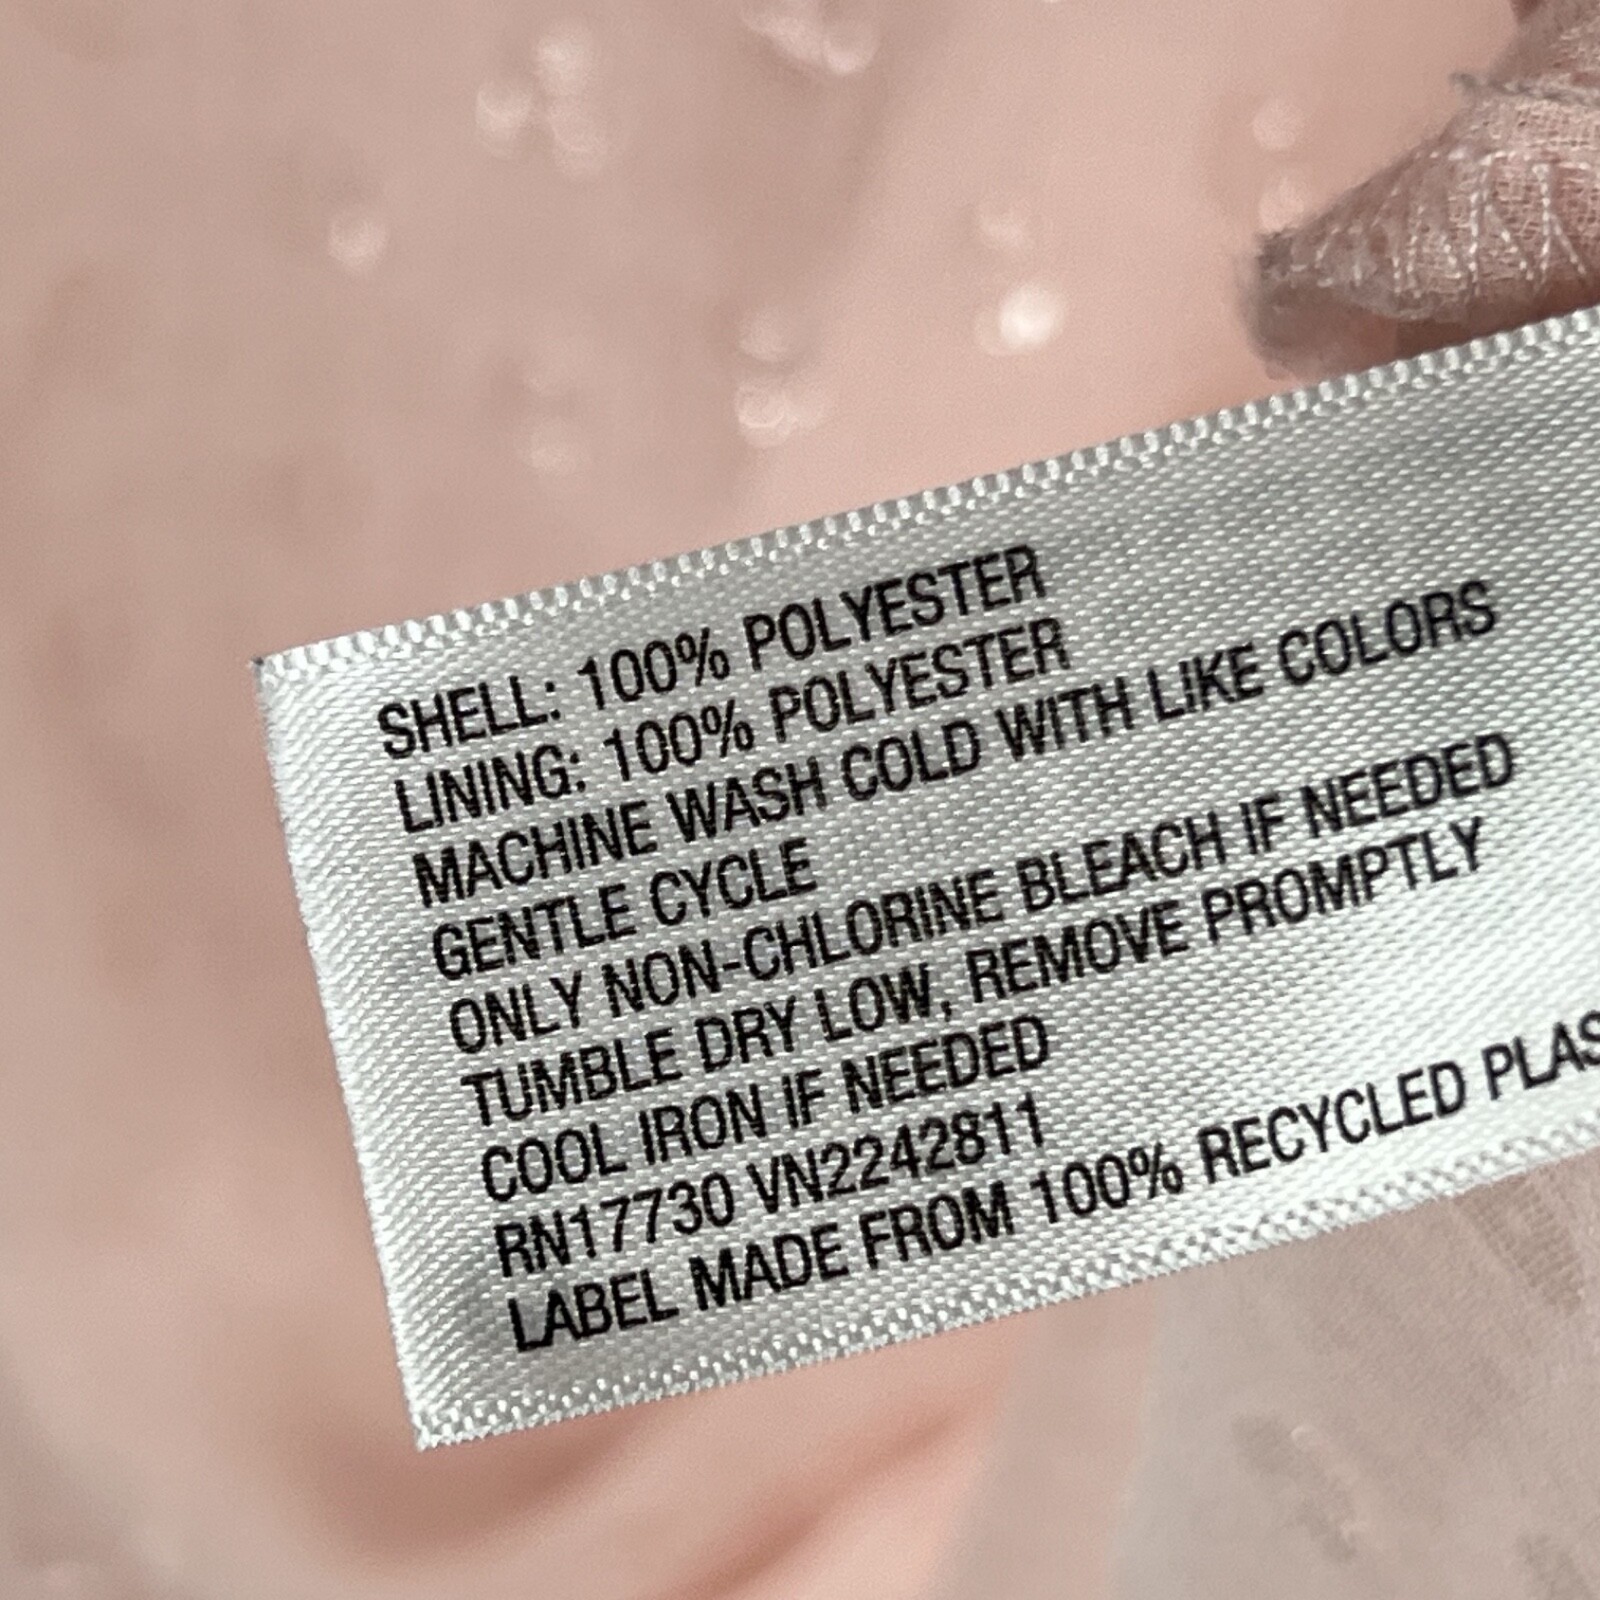 SHELL: 100% POLYESTER
LINING: 100% POLYESTER
MACHINE WASH COLD WITH LIKE COLORS
GENTLE CYCLE
ONLY NON-CHLORINE BLEACH IF NEEDED
TUMBLE DRY LOW, REMOVE PROMPTLY
COOL IRON IF NEEDED
RN17730 VN2242811
LABEL MADE FROM 100% RECYCLED